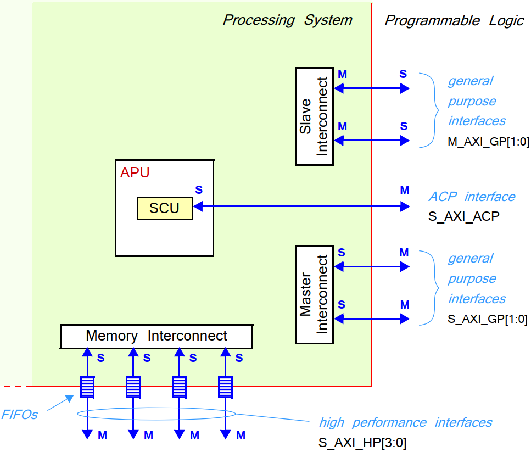 Processing System
Programmable Logic
Slave
Interconnect
M
S
M
S
general
purpose
interfaces
M_AXI_GP[1:0]
APU
SCU
S
M
ACP interface
S_AXI_ACP
Master
Interconnect
S
M
S
M
general
purpose
interfaces
S_AXI_GP[1:0]
Memory Interconnect
S
S
S
S
FIFOs
M
M
M
M
high performance interfaces
S_AXI_HP[3:0]